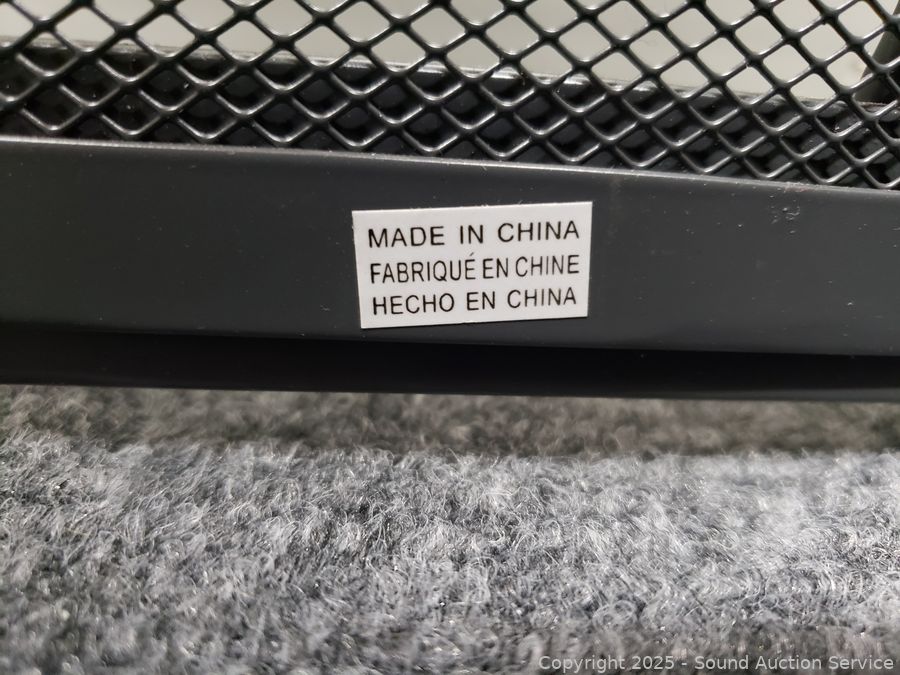 MADE IN CHINA
FABRIQUÉ EN CHINE
HECHO EN CHINA
Copyright 2025 - Sound Auction Service